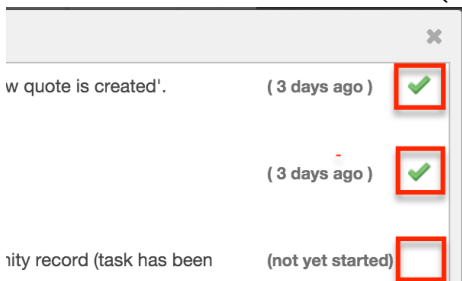 w quote is created'. ( 3 days ago )
( 3 days ago )
nity record (task has been (not yet started)